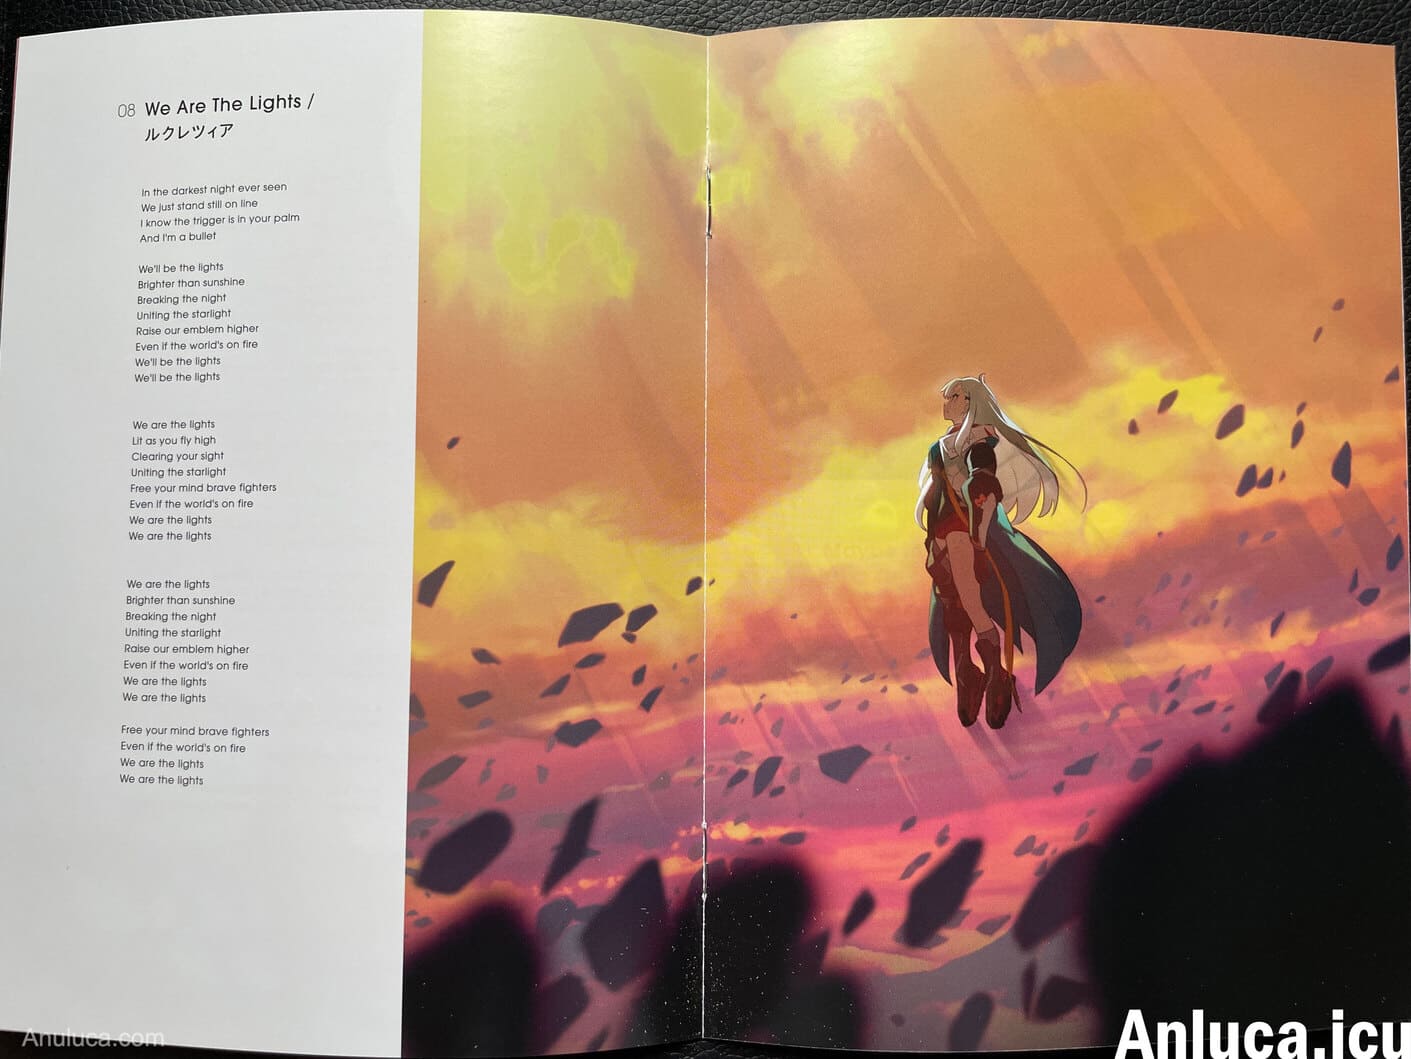 08 We Are The Lights /
ルクレツィア
In the darkest night ever seen
We just stand still on line
I know the trigger is in your palm
And I'm a bullet
We'll be the lights
Brighter than sunshine
Breaking the night
Uniting the starlight
Raise our emblem higher
Even if the world's on fire
We'll be the lights
We'll be the lights
We are the lights
Lit as you fly high
Clearing your sight
Uniting the starlight
Free your mind brave fighters
Even if the world's on fire
We are the lights
We are the lights
We are the lights
Brighter than sunshine
Breaking the night
Uniting the starlight
Raise our emblem higher
Even if the world's on fire
We are the lights
We are the lights
Free your mind brave fighters
Even if the world's on fire
We are the lights
We are the lights
Anuluca.com
Anluca.icu